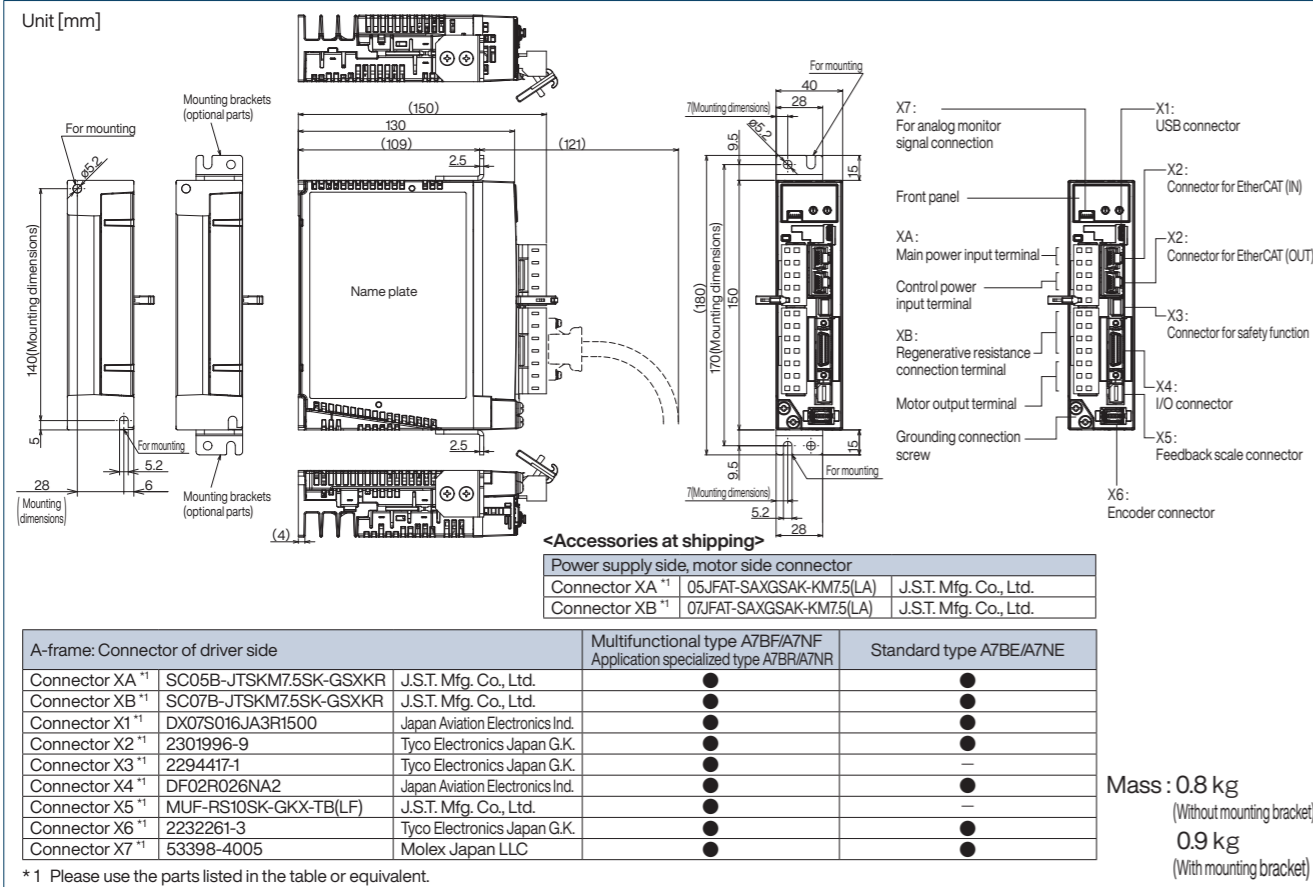 Unit [mm]
For mounting
ø5.2
140(Mounting dimensions)
5
For mounting
5.2
28
6
(Mounting dimensions)
Mounting brackets
(optional parts)
Mounting brackets
(optional parts)
(150)
130
(109)
(121)
2.5
Name plate
2.5
(4)
For mounting
40
7(Mounting dimensions)
28
ø5.2
9.5
15
(180)
170(Mounting dimensions)
150
9.5
15
For mounting
7(Mounting dimensions)
5.2
28
X7:
For analog monitor
signal connection
Front panel
XA:
Main power input terminal
Control power
input terminal
XB:
Regenerative resistance
connection terminal
Motor output terminal
Grounding connection
screw
X1:
USB connector
X2:
Connector for EtherCAT (IN)
X2:
Connector for EtherCAT (OUT)
X3:
Connector for safety function
X4:
I/O connector
X5:
Feedback scale connector
X6:
Encoder connector
<Accessories at shipping>
Power supply side, motor side connector
Connector XA *1 05JFAT-SAXGSAK-KM7.5(LA) J.S.T. Mfg. Co., Ltd.
Connector XB *1 07JFAT-SAXGSAK-KM7.5(LA) J.S.T. Mfg. Co., Ltd.
A-frame: Connector of driver side Multifunctional type A7BF/A7NF Application specialized type A7BR/A7NR Standard type A7BE/A7NE
Connector XA *1 SC05B-JTSKM7.5SK-GSXKR J.S.T. Mfg. Co., Ltd. ● ●
Connector XB *1 SC07B-JTSKM7.5SK-GSXKR J.S.T. Mfg. Co., Ltd. ● ●
Connector X1 *1 DX07S016JA3R1500 Japan Aviation Electronics Ind. ● ●
Connector X2 *1 2301996-9 Tyco Electronics Japan G.K. ● ●
Connector X3 *1 2294417-1 Tyco Electronics Japan G.K. ● —
Connector X4 *1 DF02R026NA2 Japan Aviation Electronics Ind. ● ●
Connector X5 *1 MUF-RS10SK-GKX-TB(LF) J.S.T. Mfg. Co., Ltd. ● —
Connector X6 *1 2232261-3 Tyco Electronics Japan G.K. ● ●
Connector X7 *1 53398-4005 Molex Japan LLC ● ●
*1 Please use the parts listed in the table or equivalent.
Mass : 0.8 kg
(Without mounting bracket)
0.9 kg
(With mounting bracket)